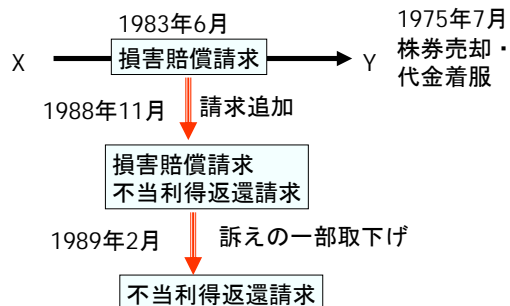 1983年6月
1975年7月
株券売却・
代金着服
X
損害賠償請求
Y
1988年11月
請求追加
損害賠償請求
不当利得返還請求
1989年2月
訴えの一部取下げ
不当利得返還請求